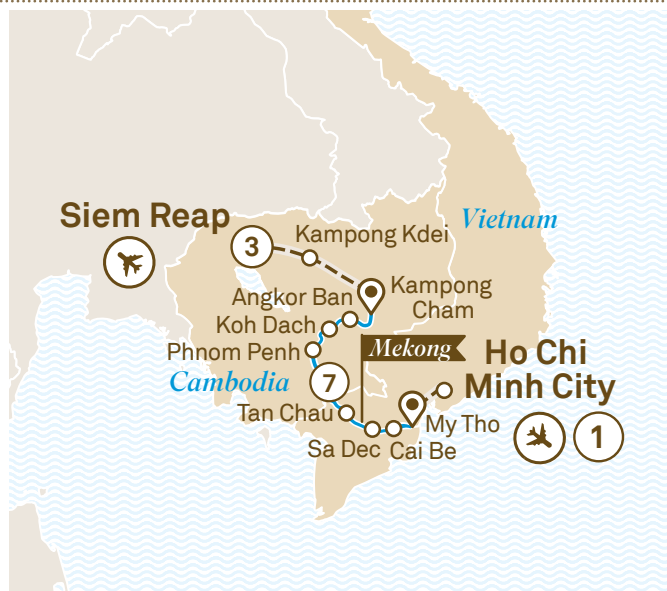 Siem Reap
Vietnam
3
Kampong Kdei
Angkor Ban
Kampong
Cham
Koh Dach
Phnom Penh
Mekong
Ho Chi
Minh City
Cambodia
7
Tan Chau
My Tho
1
Sa Dec
Cai Be